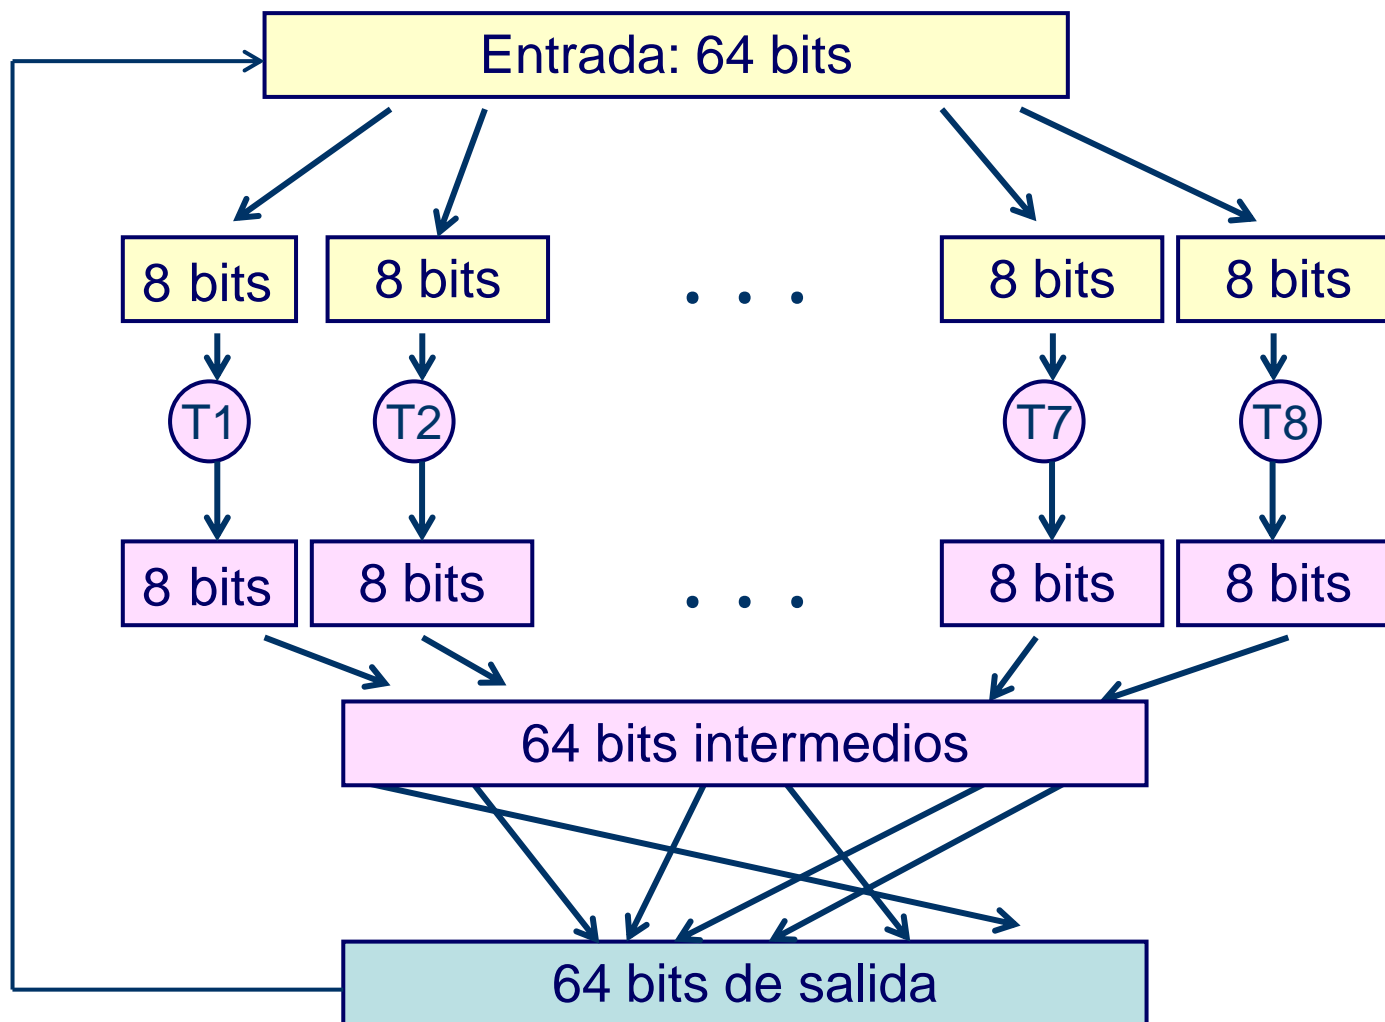 Entrada: 64 bits
8 bits 8 bits . . . 8 bits 8 bits
T1 T2 T7 T8
8 bits 8 bits . . . 8 bits 8 bits
64 bits intermedios
64 bits de salida